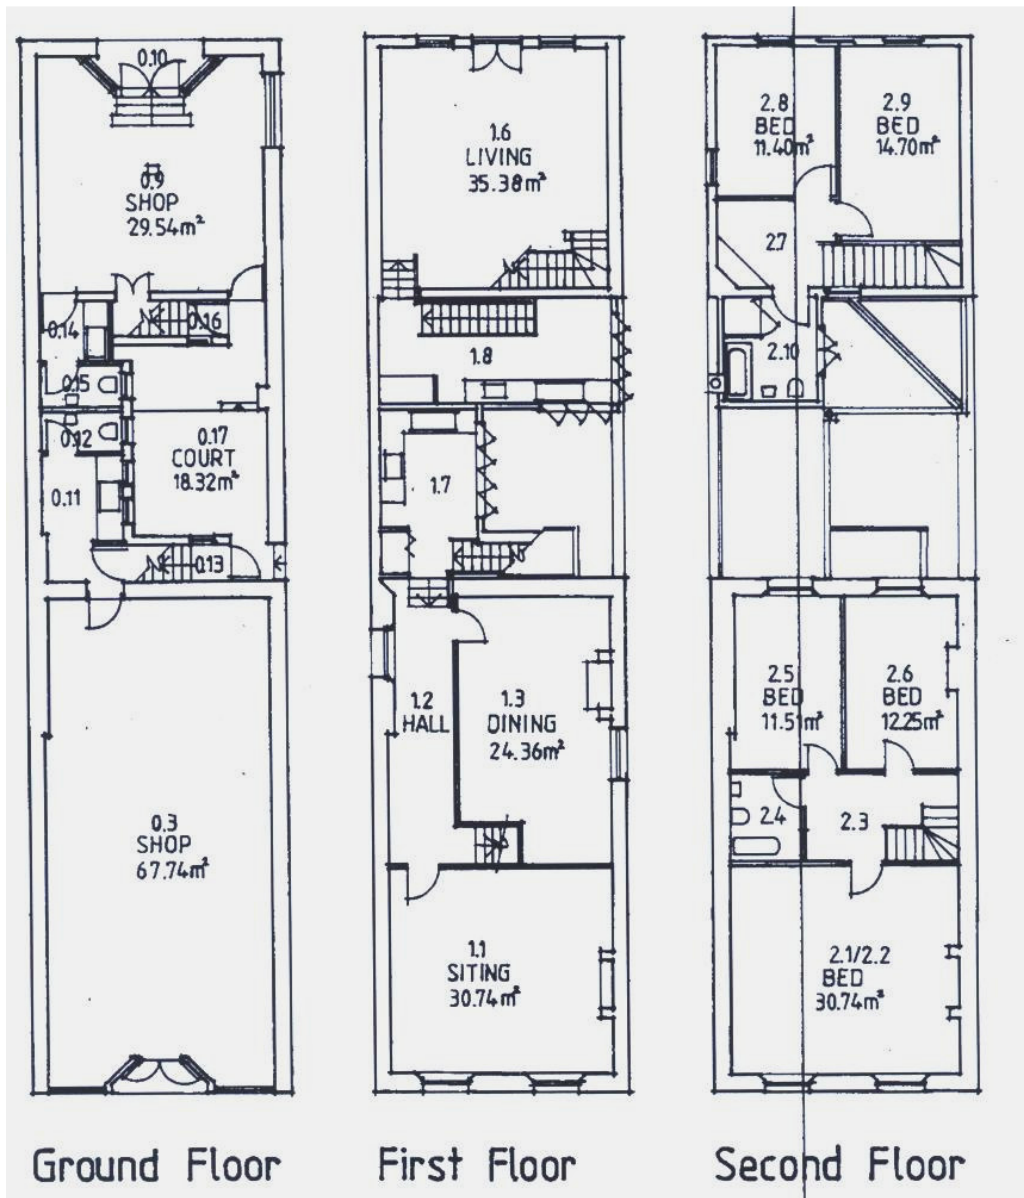 0.10
0.9
SHOP
29.54m²
0.14
0.16
0.15
0.12
0.17
COURT
18.32m²
0.11
0.13
0.3
SHOP
67.74m²
Ground Floor
1.6
LIVING
35.38m²
1.8
1.7
1.2
HALL
1.3
DINING
24.36m²
1.1
SITING
30.74m²
First Floor
2.8
BED
11.40m²
2.9
BED
14.70m²
2.7
2.10
2.5
BED
11.51m²
2.6
BED
12.25m²
2.4
2.3
2.1/2.2
BED
30.74m²
Second Floor